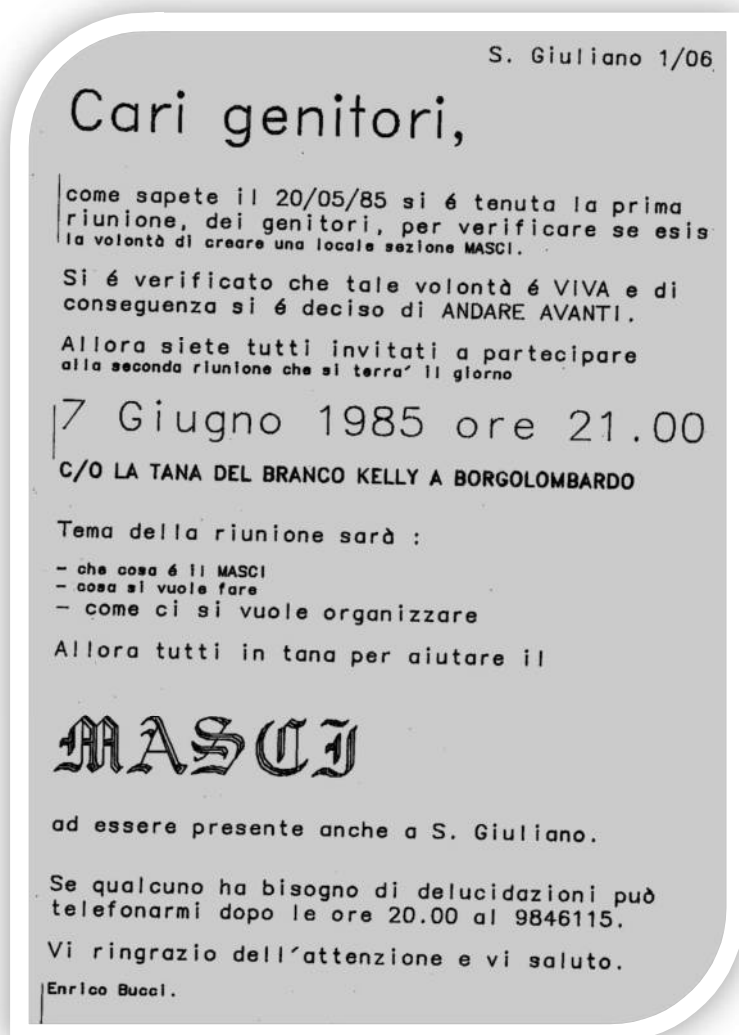 S. Giuliano 1/06
Cari genitori,
come sapete il 20/05/85 si é tenuta la prima
riunione, dei genitori, per verificare se esis
la volontà di creare una locale sezione MASCI.
Si é verificato che tale volontà é VIVA e di
conseguenza si é deciso di ANDARE AVANTI.
Allora siete tutti invitati a partecipare
alla seconda riunione che si terra' il giorno
7 Giugno 1985 ore 21.00
C/O LA TANA DEL BRANCO KELLY A BORGOLOMBARDO
Tema della riunione sarà :
- che cosa é il MASCI
- cosa si vuole fare
- come ci si vuole organizzare
Allora tutti in tana per aiutare il
MASCI
ad essere presente anche a S. Giuliano.
Se qualcuno ha bisogno di delucidazioni può
telefonarmi dopo le ore 20.00 al 9846115.
Vi ringrazio dell'attenzione e vi saluto.
Enrico Bucci.